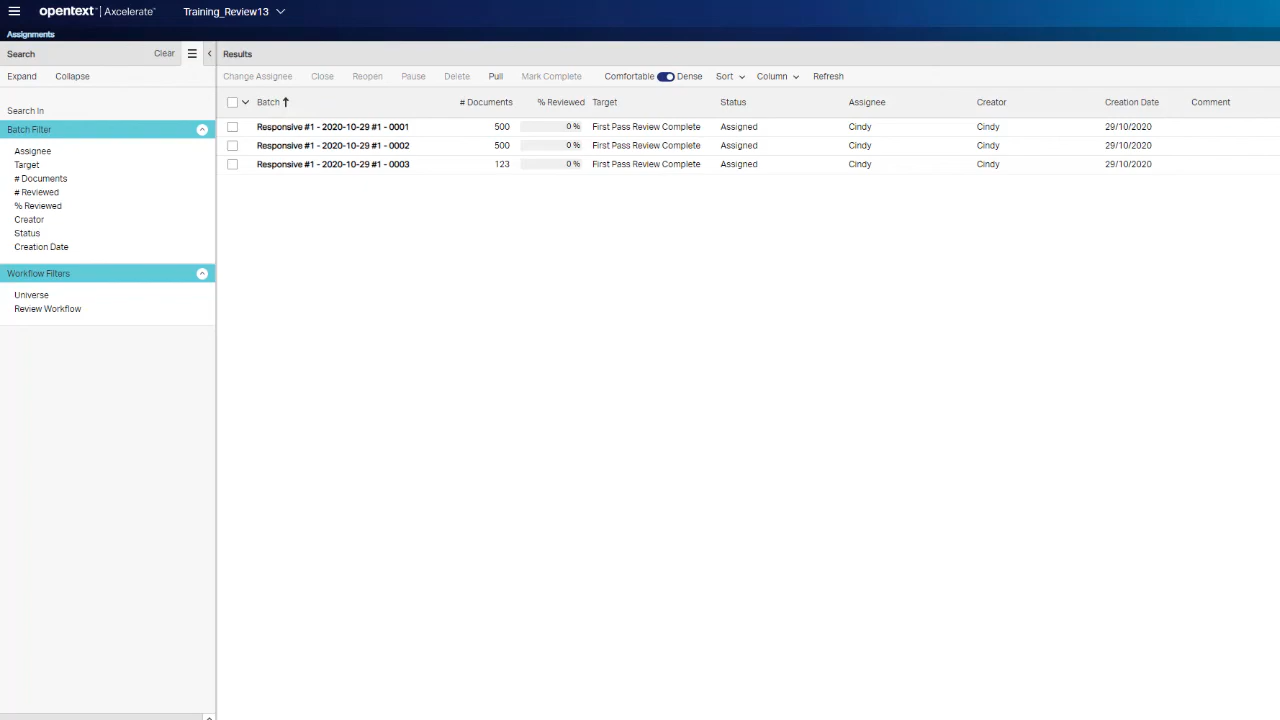 opentext™ | Axcelerate™ Training_Review13
Assignments
Search Clear
Expand Collapse
Search In
Batch Filter
Assignee
Target
# Documents
# Reviewed
% Reviewed
Creator
Status
Creation Date
Workflow Filters
Universe
Review Workflow
Results
Change Assignee Close Reopen Pause Delete Pull Mark Complete Comfortable Dense Sort Column Refresh
Batch # Documents % Reviewed Target Status Assignee Creator Creation Date Comment
Responsive #1 - 2020-10-29 #1 - 0001 500 0 % First Pass Review Complete Assigned Cindy Cindy 29/10/2020
Responsive #1 - 2020-10-29 #1 - 0002 500 0 % First Pass Review Complete Assigned Cindy Cindy 29/10/2020
Responsive #1 - 2020-10-29 #1 - 0003 123 0 % First Pass Review Complete Assigned Cindy Cindy 29/10/2020